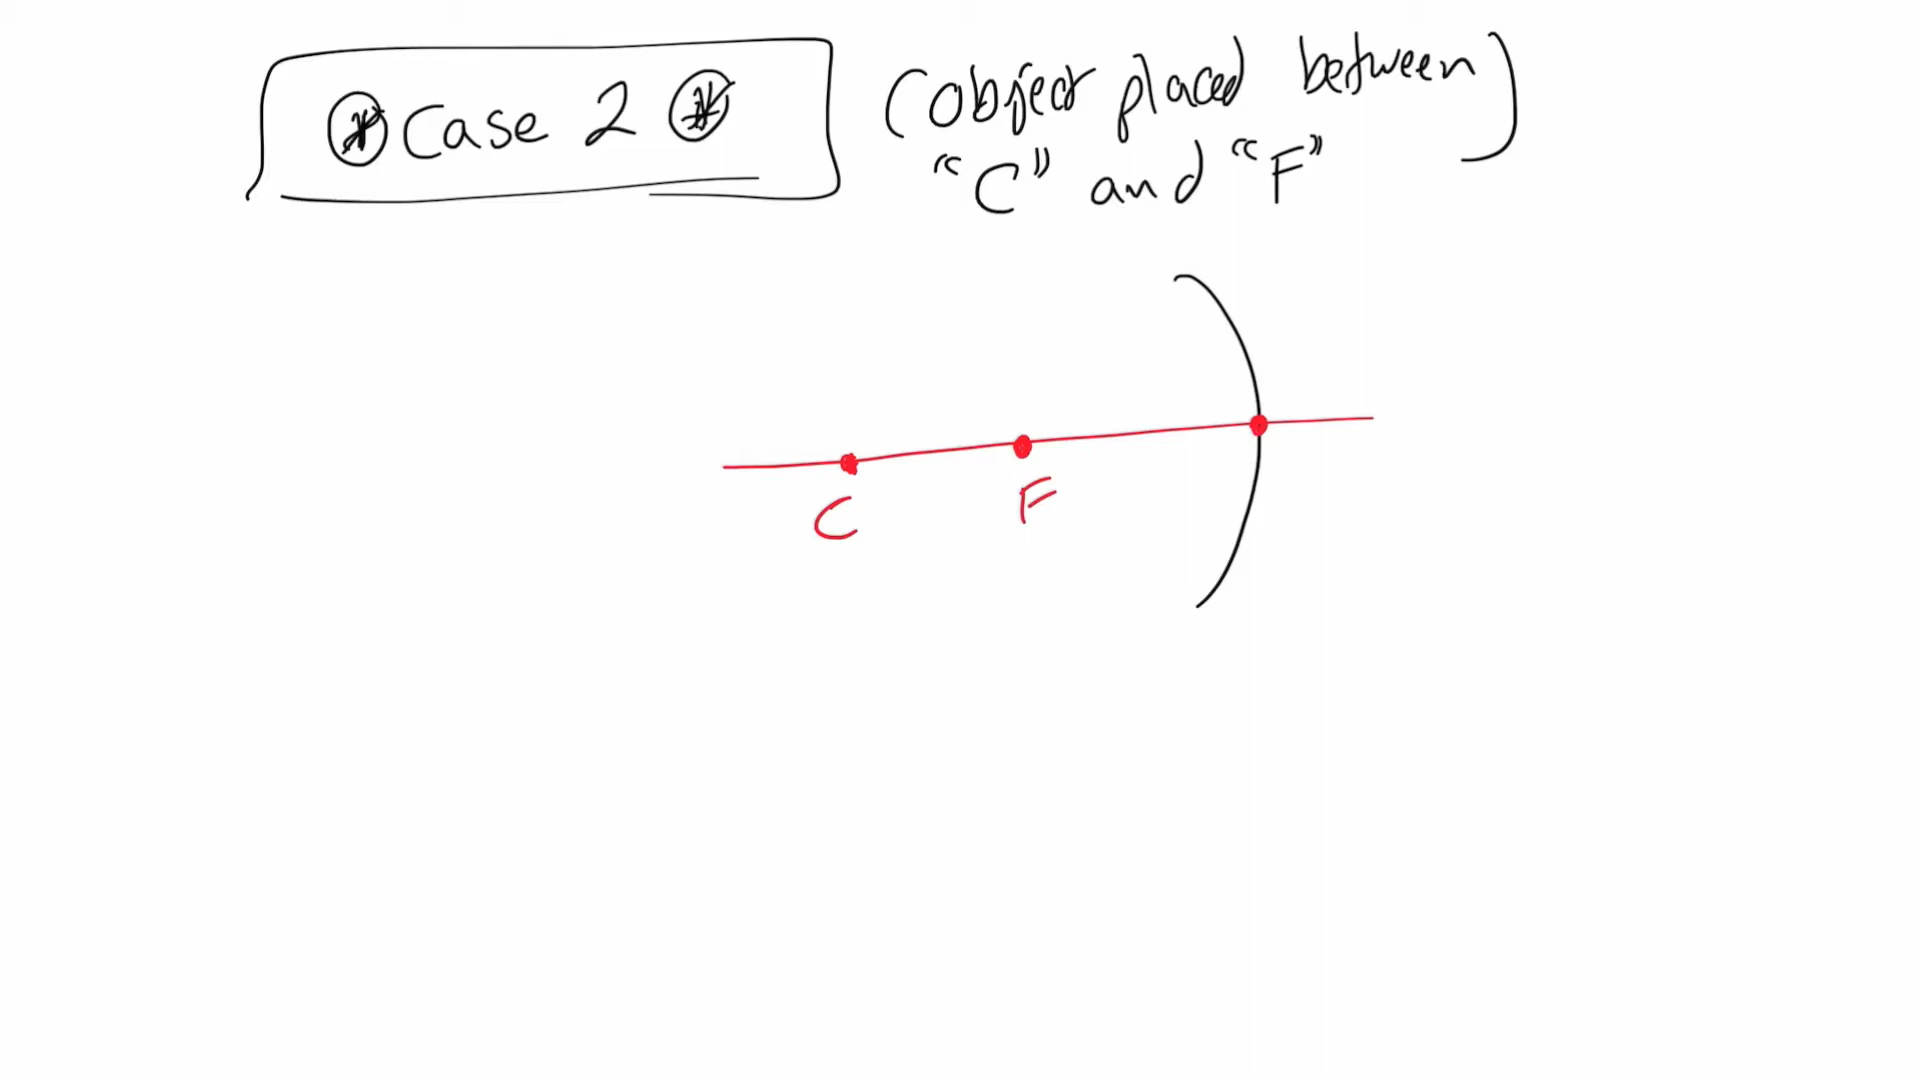 Case 2
(object placed between)
"C" and "F"
C
F